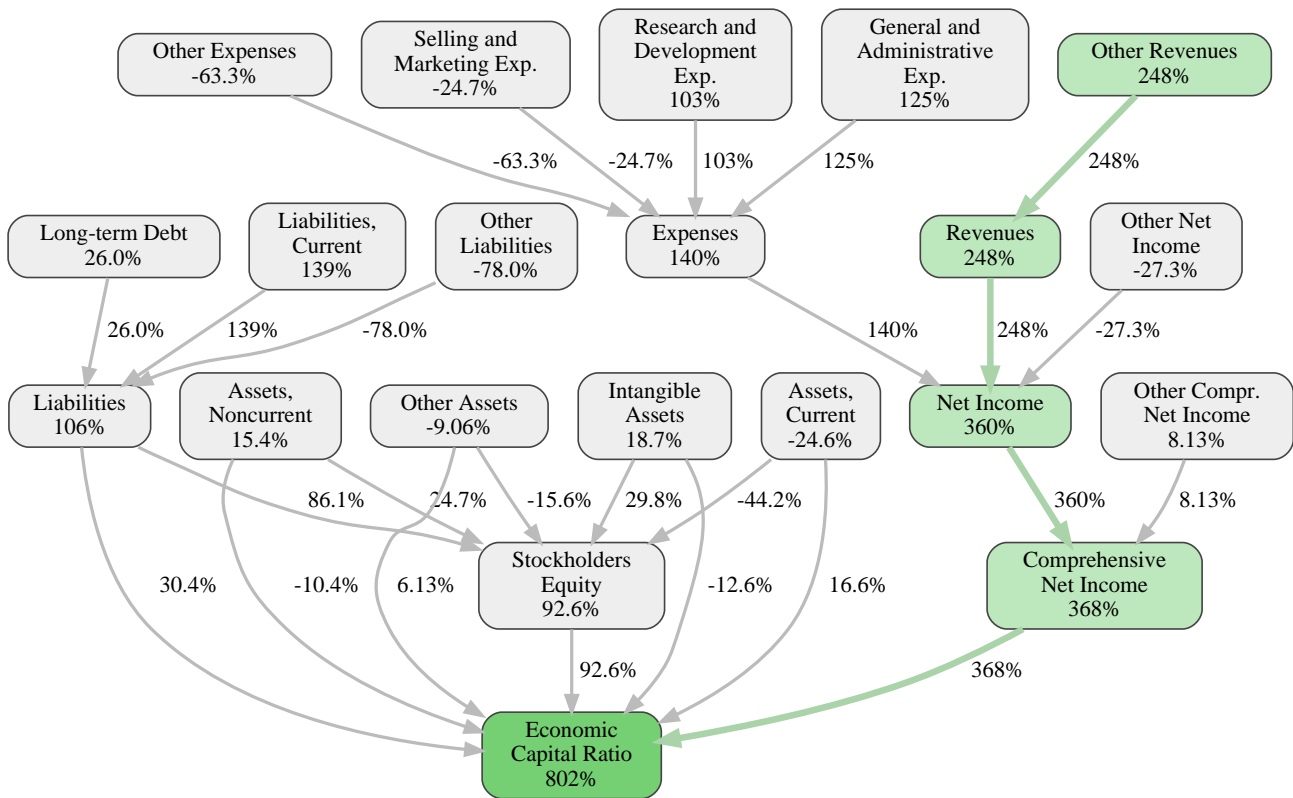 Other Expenses
-63.3%
Selling and
Marketing Exp.
-24.7%
Research and
Development
Exp.
103%
General and
Administrative
Exp.
125%
Other Revenues
248%
-63.3%
-24.7%
103%
125%
248%
Long-term Debt
26.0%
Liabilities,
Current
139%
Other
Liabilities
-78.0%
Expenses
140%
Revenues
248%
Other Net
Income
-27.3%
26.0%
139%
-78.0%
140%
248%
-27.3%
Liabilities
106%
Assets,
Noncurrent
15.4%
Other Assets
-9.06%
Intangible
Assets
18.7%
Assets,
Current
-24.6%
Net Income
360%
Other Compr.
Net Income
8.13%
86.1%
24.7%
-15.6%
29.8%
-44.2%
360%
8.13%
30.4%
-10.4%
6.13%
Stockholders
Equity
92.6%
-12.6%
16.6%
Comprehensive
Net Income
368%
92.6%
368%
Economic
Capital Ratio
802%